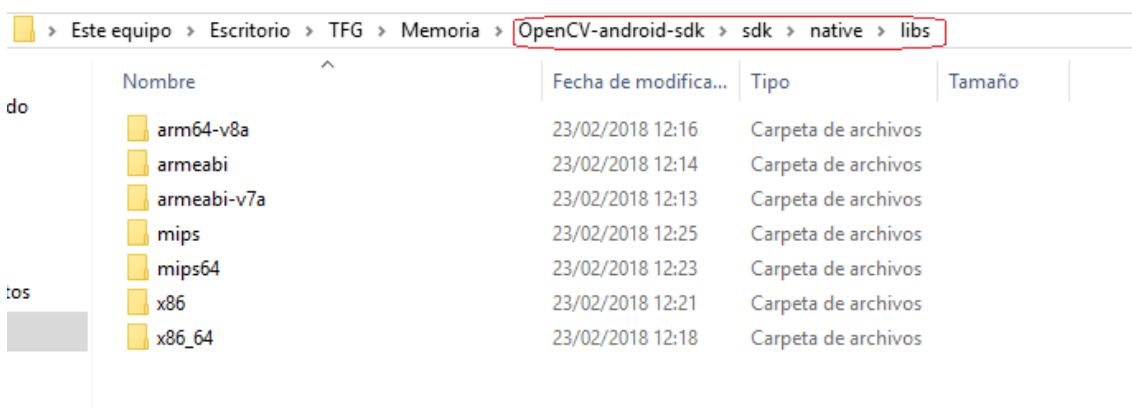 Este equipo > Escritorio > TFG > Memoria > OpenCV-android-sdk > sdk > native > libs
Nombre Fecha de modifica... Tipo Tamaño
do
arm64-v8a 23/02/2018 12:16 Carpeta de archivos
armeabi 23/02/2018 12:14 Carpeta de archivos
armeabi-v7a 23/02/2018 12:13 Carpeta de archivos
mips 23/02/2018 12:25 Carpeta de archivos
mips64 23/02/2018 12:23 Carpeta de archivos
tos
x86 23/02/2018 12:21 Carpeta de archivos
x86_64 23/02/2018 12:18 Carpeta de archivos